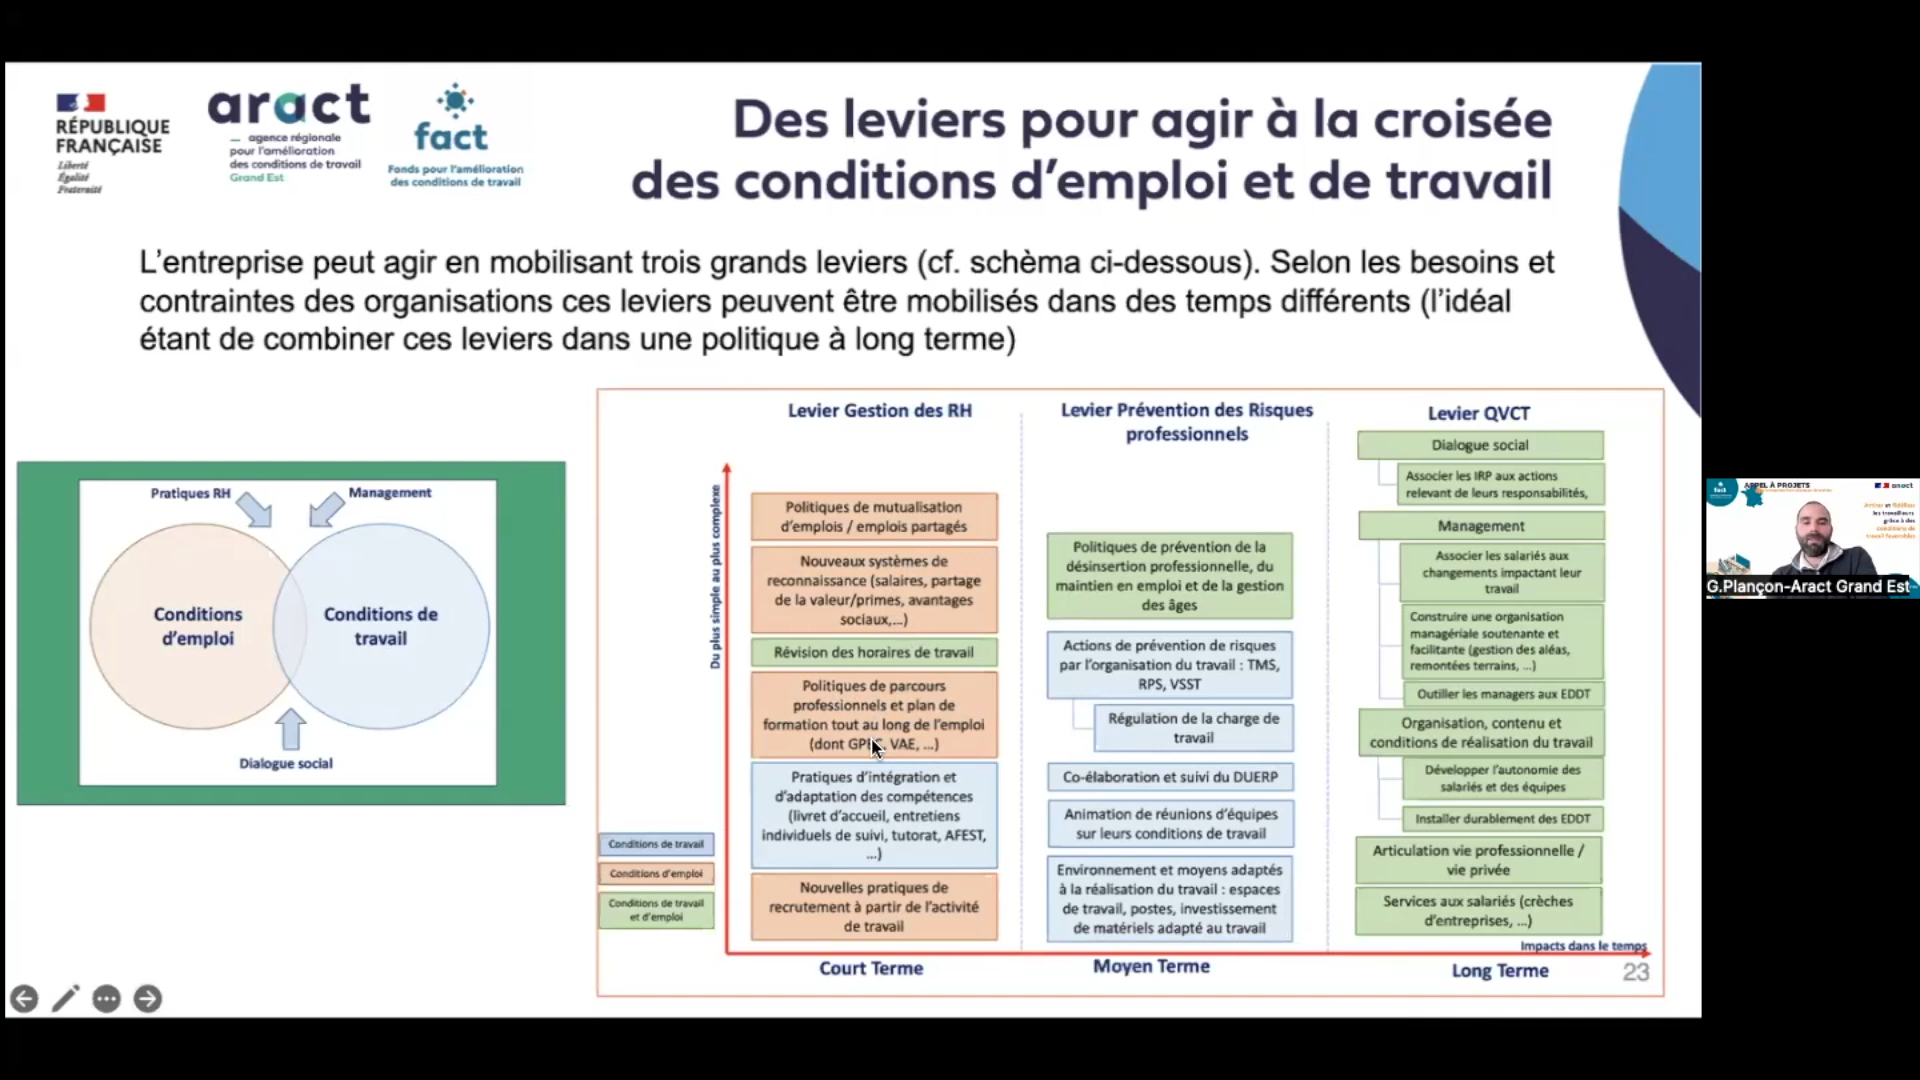 RÉPUBLIQUE
FRANÇAISE
Liberté
Égalité
Fraternité
aract
agence régionale
pour l'amélioration
des conditions de travail
Grand Est
fact
Fonds pour l'amélioration
des conditions de travail
Des leviers pour agir à la croisée
des conditions d'emploi et de travail
L'entreprise peut agir en mobilisant trois grands leviers (cf. schèma ci-dessous). Selon les besoins et
contraintes des organisations ces leviers peuvent être mobilisés dans des temps différents (l'idéal
étant de combiner ces leviers dans une politique à long terme)
Pratiques RH
Management
Conditions
d'emploi
Conditions de
travail
Dialogue social
Du plus simple au plus complexe
Conditions de travail
Conditions d'emploi
Conditions de travail
et d'emploi
Levier Gestion des RH
Politiques de mutualisation
d'emplois / emplois partagés
Nouveaux systèmes de
reconnaissance (salaires, partage
de la valeur/primes, avantages
sociaux,...)
Révision des horaires de travail
Politiques de parcours
professionnels et plan de
formation tout au long de l'emploi
(dont VAE, ...)
Pratiques d'intégration et
d'adaptation des compétences
(livret d'accueil, entretiens
individuels de suivi, tutorat, AFEST,
...)
Nouvelles pratiques de
recrutement à partir de l'activité
de travail
Court Terme
Levier Prévention des Risques
professionnels
Politiques de prévention de la
désinsertion professionnelle, du
maintien en emploi et de la gestion
des âges
Actions de prévention de risques
par l'organisation du travail : TMS,
RPS, VSST
Régulation de la charge de
travail
Co-élaboration et suivi du DUERP
Animation de réunions d'équipes
sur leurs conditions de travail
Environnement et moyens adaptés
à la réalisation du travail : espaces
de travail, postes, investissement
de matériels adapté au travail
Moyen Terme
Levier QVCT
Dialogue social
Associer les IRP aux actions
relevant de leurs responsabilités,
Management
Associer les salariés aux
changements impactant leur
travail
Construire une organisation
managériale soutenante et
facilitante (gestion des aléas,
remontées terrains, ...)
Outiller les managers aux EDDT
Organisation, contenu et
conditions de réalisation du travail
Développer l'autonomie des
salariés et des équipes
Installer durablement des EDDT
Articulation vie professionnelle /
vie privée
Services aux salariés (crèches
d'entreprises, ...)
Impacts dans le temps
Long Terme
23
fact
APPEL À PROJETS
aract
Attirer et fidéliser
les travailleurs
grâce à des
conditions de
travail favorables
G.Plançon-Aract Grand Est